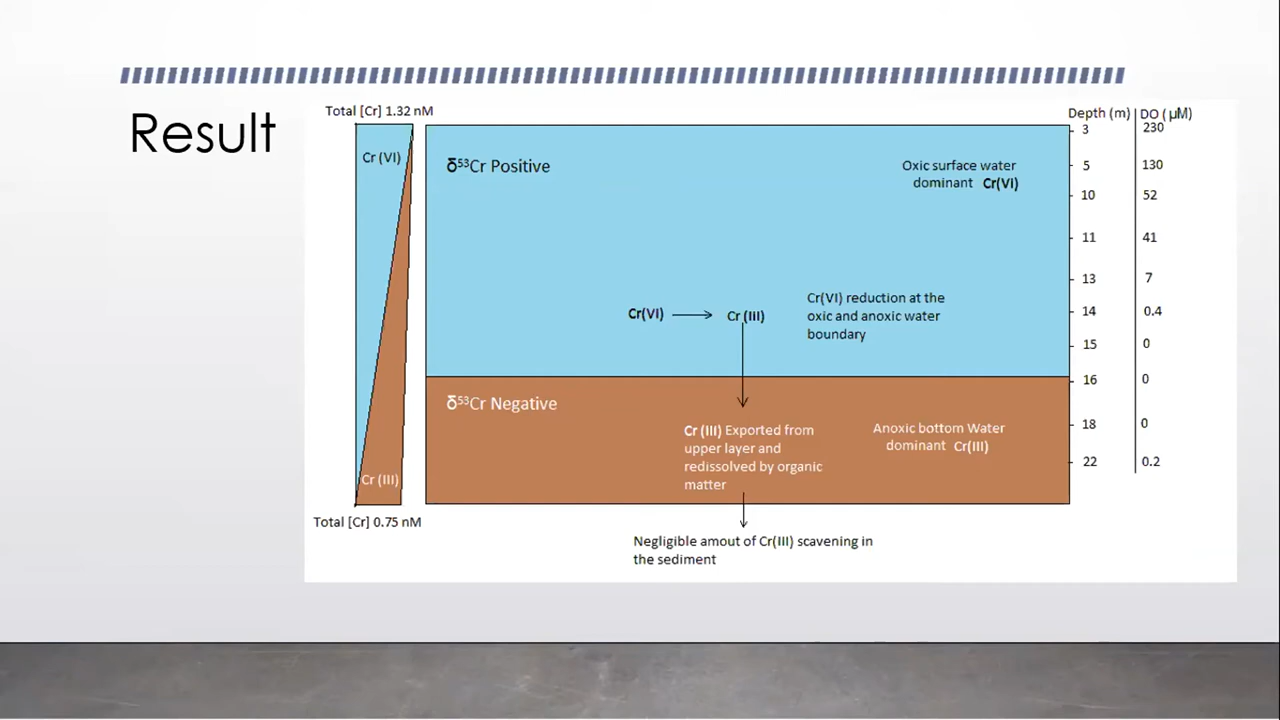 Result
Total [Cr] 1.32 nM
Cr (VI)
Cr (III)
Total [Cr] 0.75 nM
δ⁵³Cr Positive
Oxic surface water
dominant Cr(VI)
Cr(VI) → Cr (III)
Cr(VI) reduction at the
oxic and anoxic water
boundary
δ⁵³Cr Negative
Cr (III) Exported from
upper layer and
redissolved by organic
matter
Anoxic bottom Water
dominant Cr(III)
Negligible amout of Cr(III) scavening in
the sediment
Depth (m) DO ( µM)
3 230
5 130
10 52
11 41
13 7
14 0.4
15 0
16 0
18 0
22 0.2